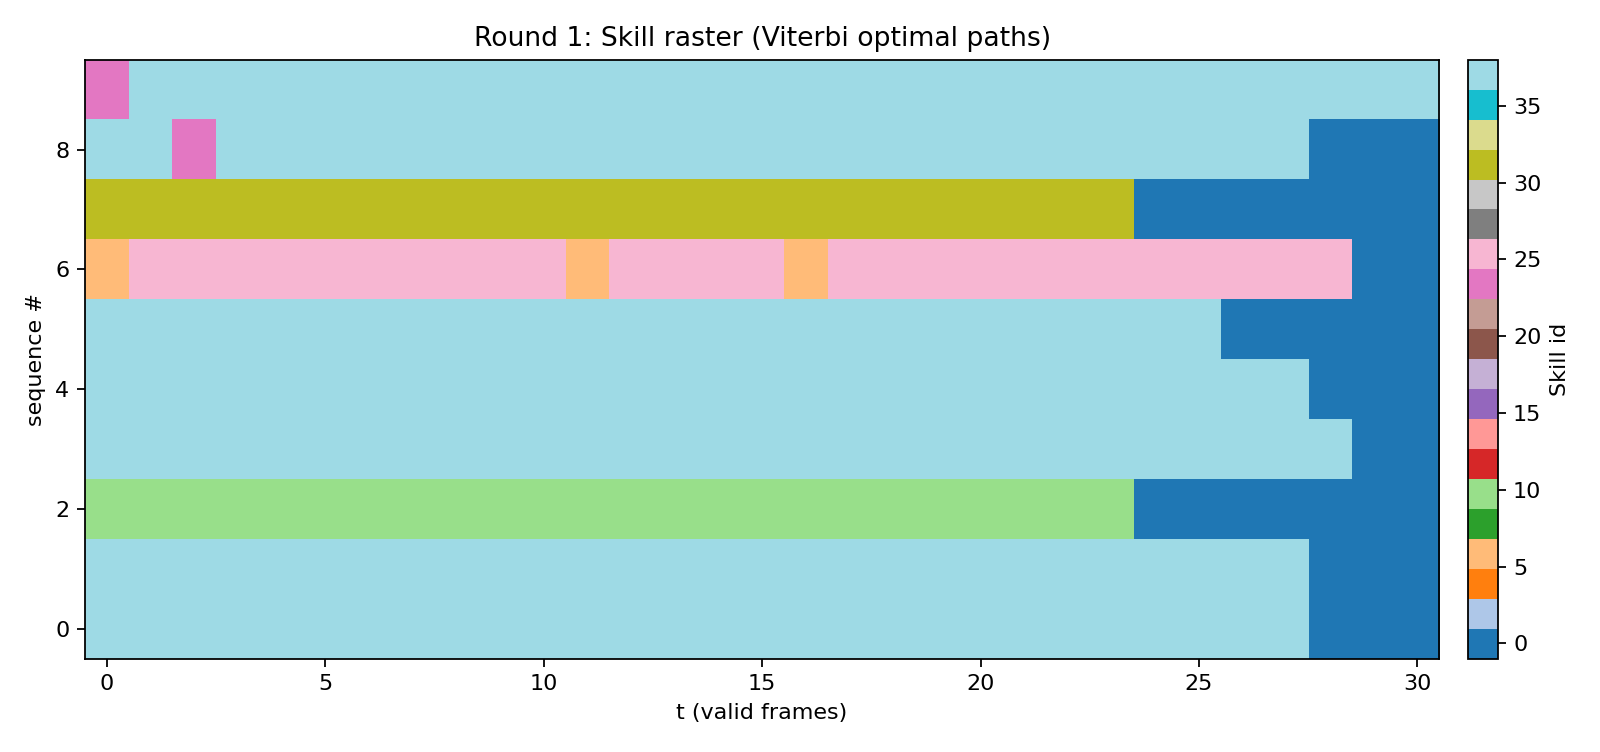 Round 1: Skill raster (Viterbi optimal paths)
8
6
4
2
0
sequence #
0 5 10 15 20 25 30
t (valid frames)
35
30
25
20
15
10
5
0
Skill id